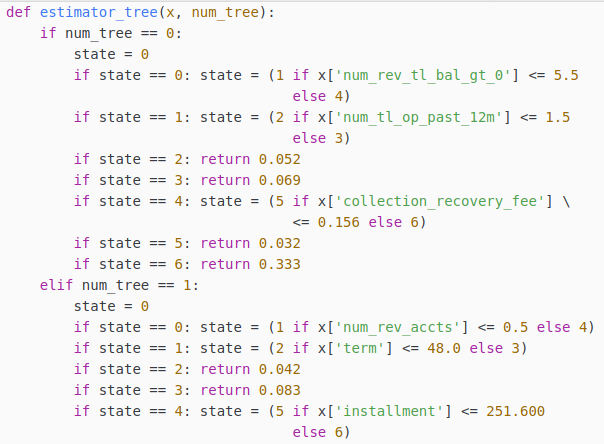 def estimator_tree(x, num_tree):
    if num_tree == 0:
        state = 0
        if state == 0: state = (1 if x['num_rev_tl_bal_gt_0'] <= 5.5
                                  else 4)
        if state == 1: state = (2 if x['num_tl_op_past_12m'] <= 1.5
                                  else 3)
        if state == 2: return 0.052
        if state == 3: return 0.069
        if state == 4: state = (5 if x['collection_recovery_fee'] \
                                  <= 0.156 else 6)
        if state == 5: return 0.032
        if state == 6: return 0.333
    elif num_tree == 1:
        state = 0
        if state == 0: state = (1 if x['num_rev_accts'] <= 0.5 else 4)
        if state == 1: state = (2 if x['term'] <= 48.0 else 3)
        if state == 2: return 0.042
        if state == 3: return 0.083
        if state == 4: state = (5 if x['installment'] <= 251.600
                                  else 6)